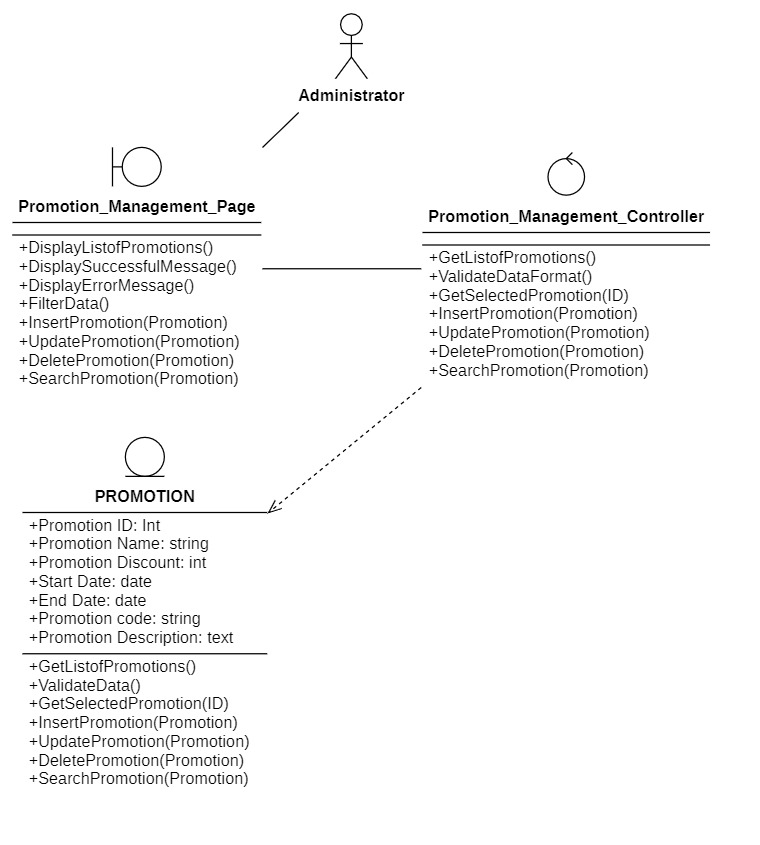 Administrator
Promotion_Management_Page
+DisplayListofPromotions()
+DisplaySuccessfulMessage()
+DisplayErrorMessage()
+FilterData()
+InsertPromotion(Promotion)
+UpdatePromotion(Promotion)
+DeletePromotion(Promotion)
+SearchPromotion(Promotion)
Promotion_Management_Controller
+GetListofPromotions()
+ValidateDataFormat()
+GetSelectedPromotion(ID)
+InsertPromotion(Promotion)
+UpdatePromotion(Promotion)
+DeletePromotion(Promotion)
+SearchPromotion(Promotion)
PROMOTION
+Promotion ID: Int
+Promotion Name: string
+Promotion Discount: int
+Start Date: date
+End Date: date
+Promotion code: string
+Promotion Description: text
+GetListofPromotions()
+ValidateData()
+GetSelectedPromotion(ID)
+InsertPromotion(Promotion)
+UpdatePromotion(Promotion)
+DeletePromotion(Promotion)
+SearchPromotion(Promotion)